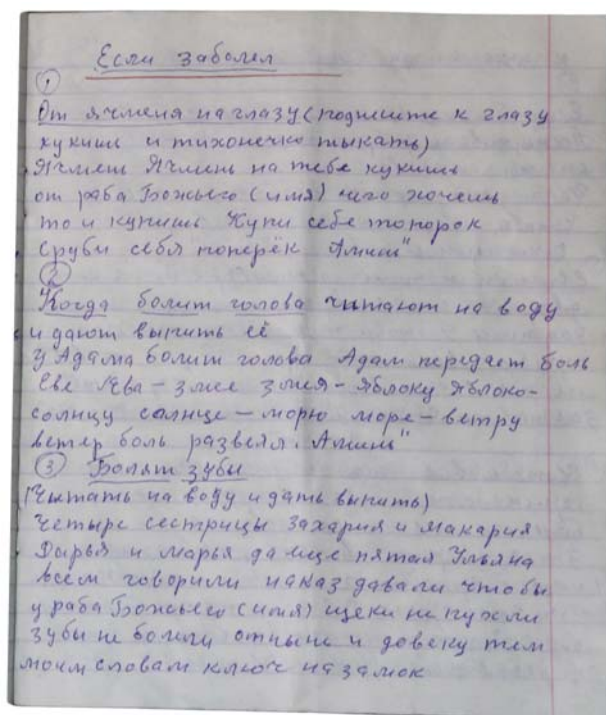 Если заболел
1
От ячменя на глазу (поднесите к глазу
кукиш и тихонечко тыкать)
Ячмень Ячмень на тебе кукишь
от раба Божьего (имя) чего хочешь
то и купишь Купи себе топорок
Сруби себя поперёк Аминь"
2
"Когда болит голова читают на воду
и дают выпить её
У Адама болит голова Адам передает боль
Еве Евы - змее змея - Яблоку Яблоко-
солнцу солнце - морю море - ветру
ветер боль развеял. Аминь"
3 Болят зубы
(Читать на воду и дать выпить)
Четыре сестрицы Захария и Макария
Дарья и Марья да еще пятая Ульяна
всем говорили наказ давали чтобы
у раба Божьего (имя) щеки не пухли
зубы не болели отныне и довеку тем
моим словам ключ на замок